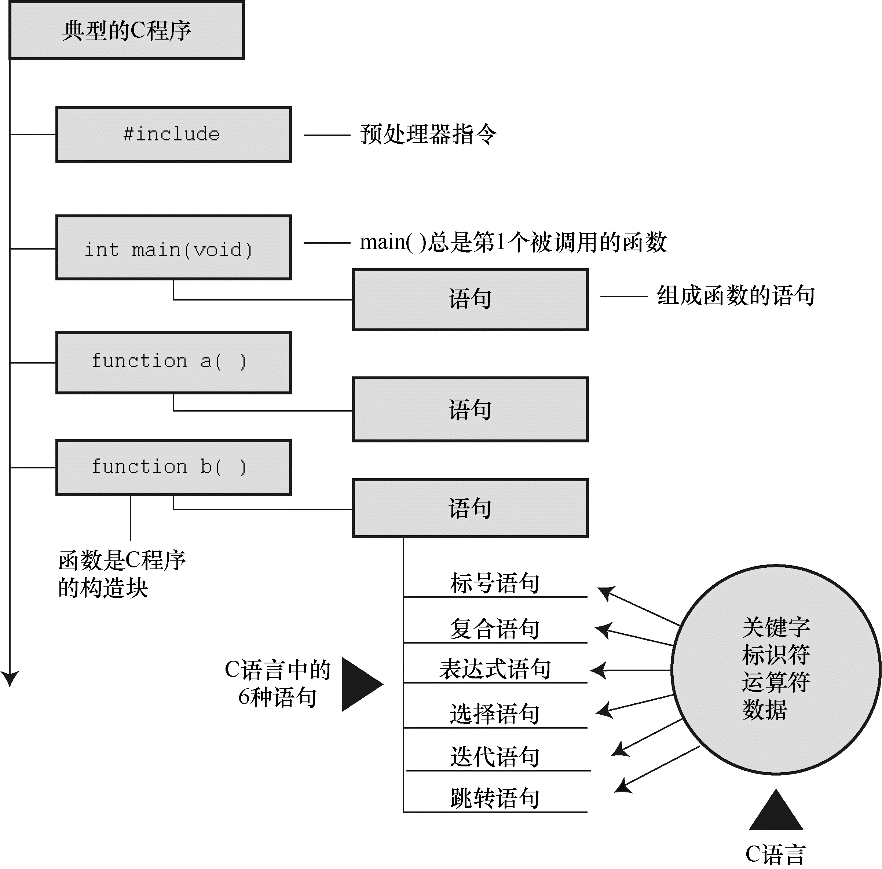 典型的C程序
#include
预处理器指令
int main(void)
main( )总是第1个被调用的函数
语句
组成函数的语句
function a( )
语句
function b( )
语句
函数是C程序
的构造块
标号语句
复合语句
表达式语句
选择语句
迭代语句
跳转语句
C语言中的
6种语句
关键字
标识符
运算符
数据
C语言